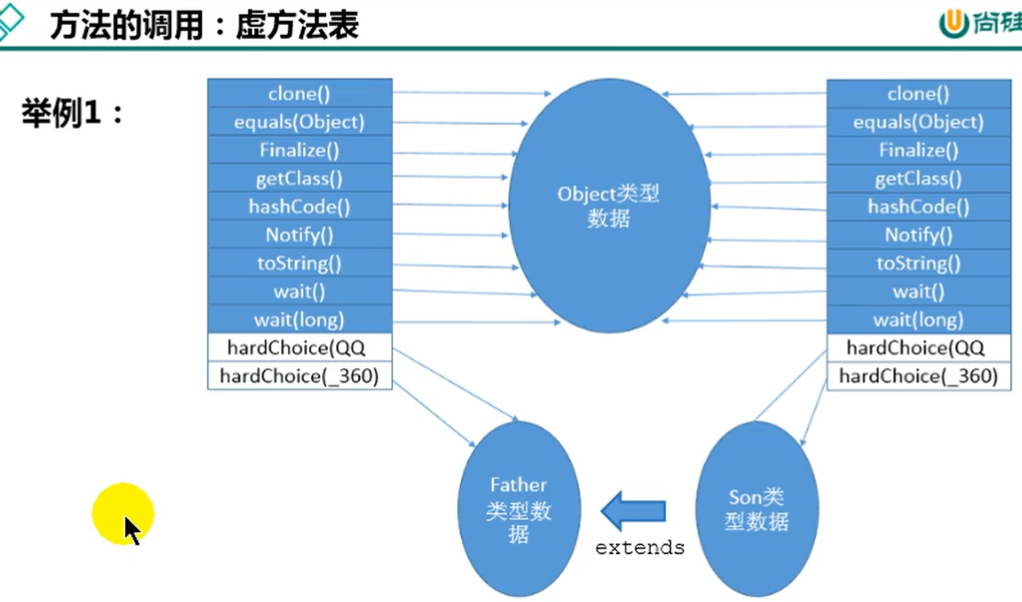 方法的调用：虚方法表
尚硅
举例1：
clone()
equals(Object)
Finalize()
getClass()
hashCode()
Notify()
toString()
wait()
wait(long)
hardChoice(QQ
hardChoice(_360)
Object类型
数据
clone()
equals(Object)
Finalize()
getClass()
hashCode()
Notify()
toString()
wait()
wait(long)
hardChoice(QQ
hardChoice(_360)
Father
类型数
据
extends
Son类
型数据